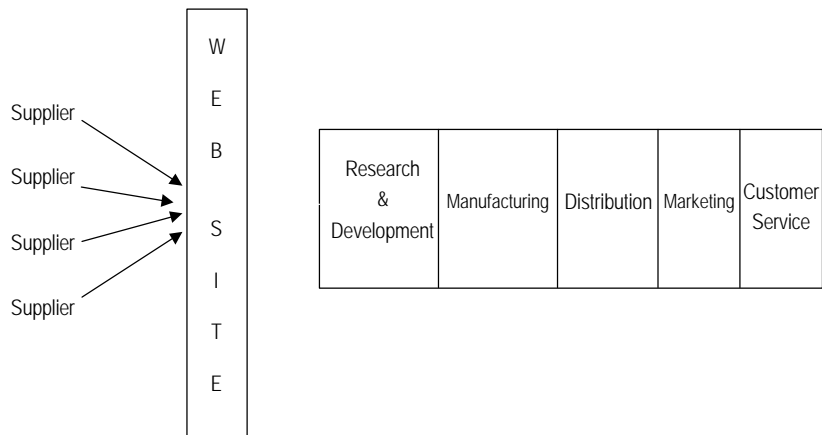 Supplier
Supplier
Supplier
Supplier
W
E
B
S
I
T
E
Research
&
Development
Manufacturing
Distribution
Marketing
Customer
Service